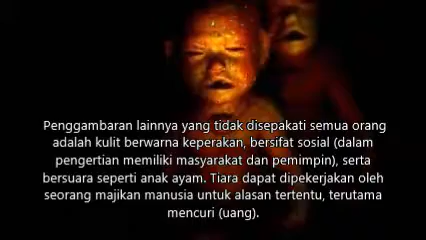 Penggambaran lainnya yang tidak disepakati semua orang
adalah kulit berwarna keperakan, bersifat sosial (dalam
pengertian memiliki masyarakat dan pemimpin), serta
bersuara seperti anak ayam. Tiara dapat dipekerjakan oleh
seorang majikan manusia untuk alasan tertentu, terutama
mencuri (uang).